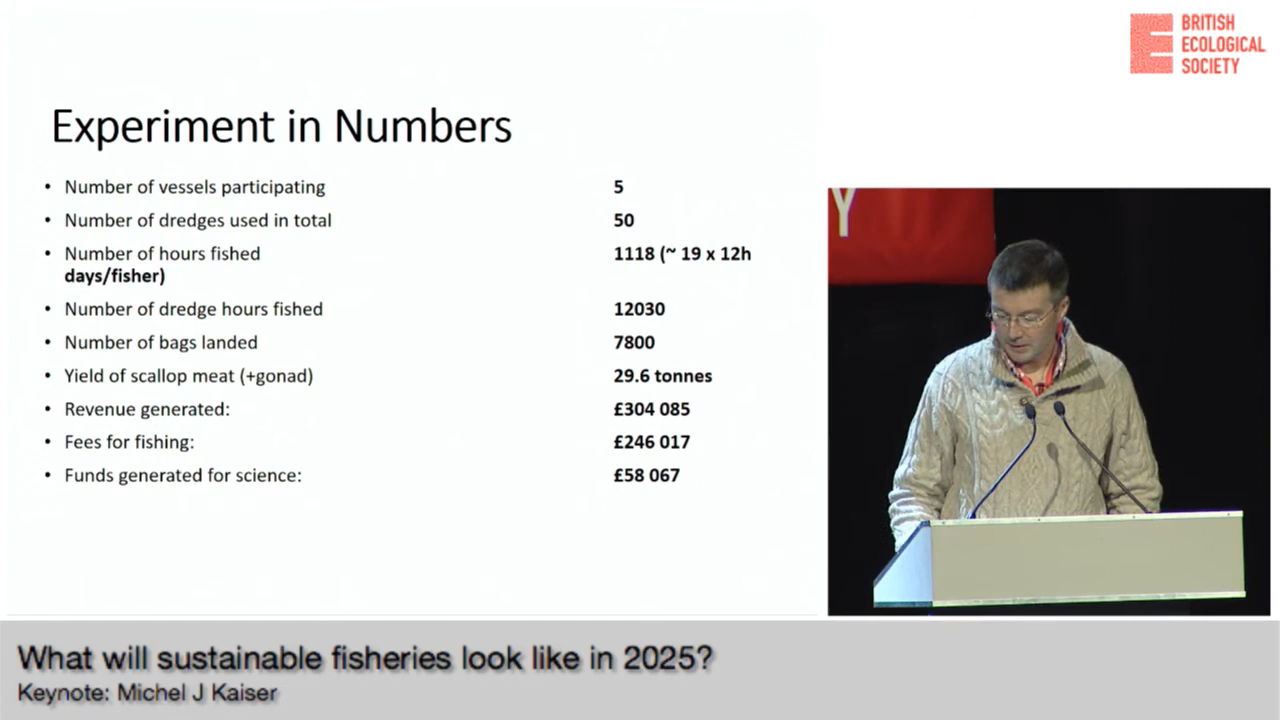 BRITISH
ECOLOGICAL
SOCIETY
Experiment in Numbers
• Number of vessels participating 5
• Number of dredges used in total 50
• Number of hours fished 1118 (~ 19 x 12h
days/fisher)
• Number of dredge hours fished 12030
• Number of bags landed 7800
• Yield of scallop meat (+gonad) 29.6 tonnes
• Revenue generated: £304 085
• Fees for fishing: £246 017
• Funds generated for science: £58 067
Y
What will sustainable fisheries look like in 2025?
Keynote: Michel J Kaiser